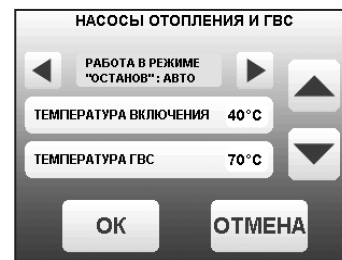 НАСОСЫ ОТОПЛЕНИЯ И ГВС
РАБОТА В РЕЖИМЕ
"ОСТАНОВ" : АВТО
ТЕМПЕРАТУРА ВКЛЮЧЕНИЯ 40°C
ТЕМПЕРАТУРА ГВС 70°C
ОК ОТМЕНА